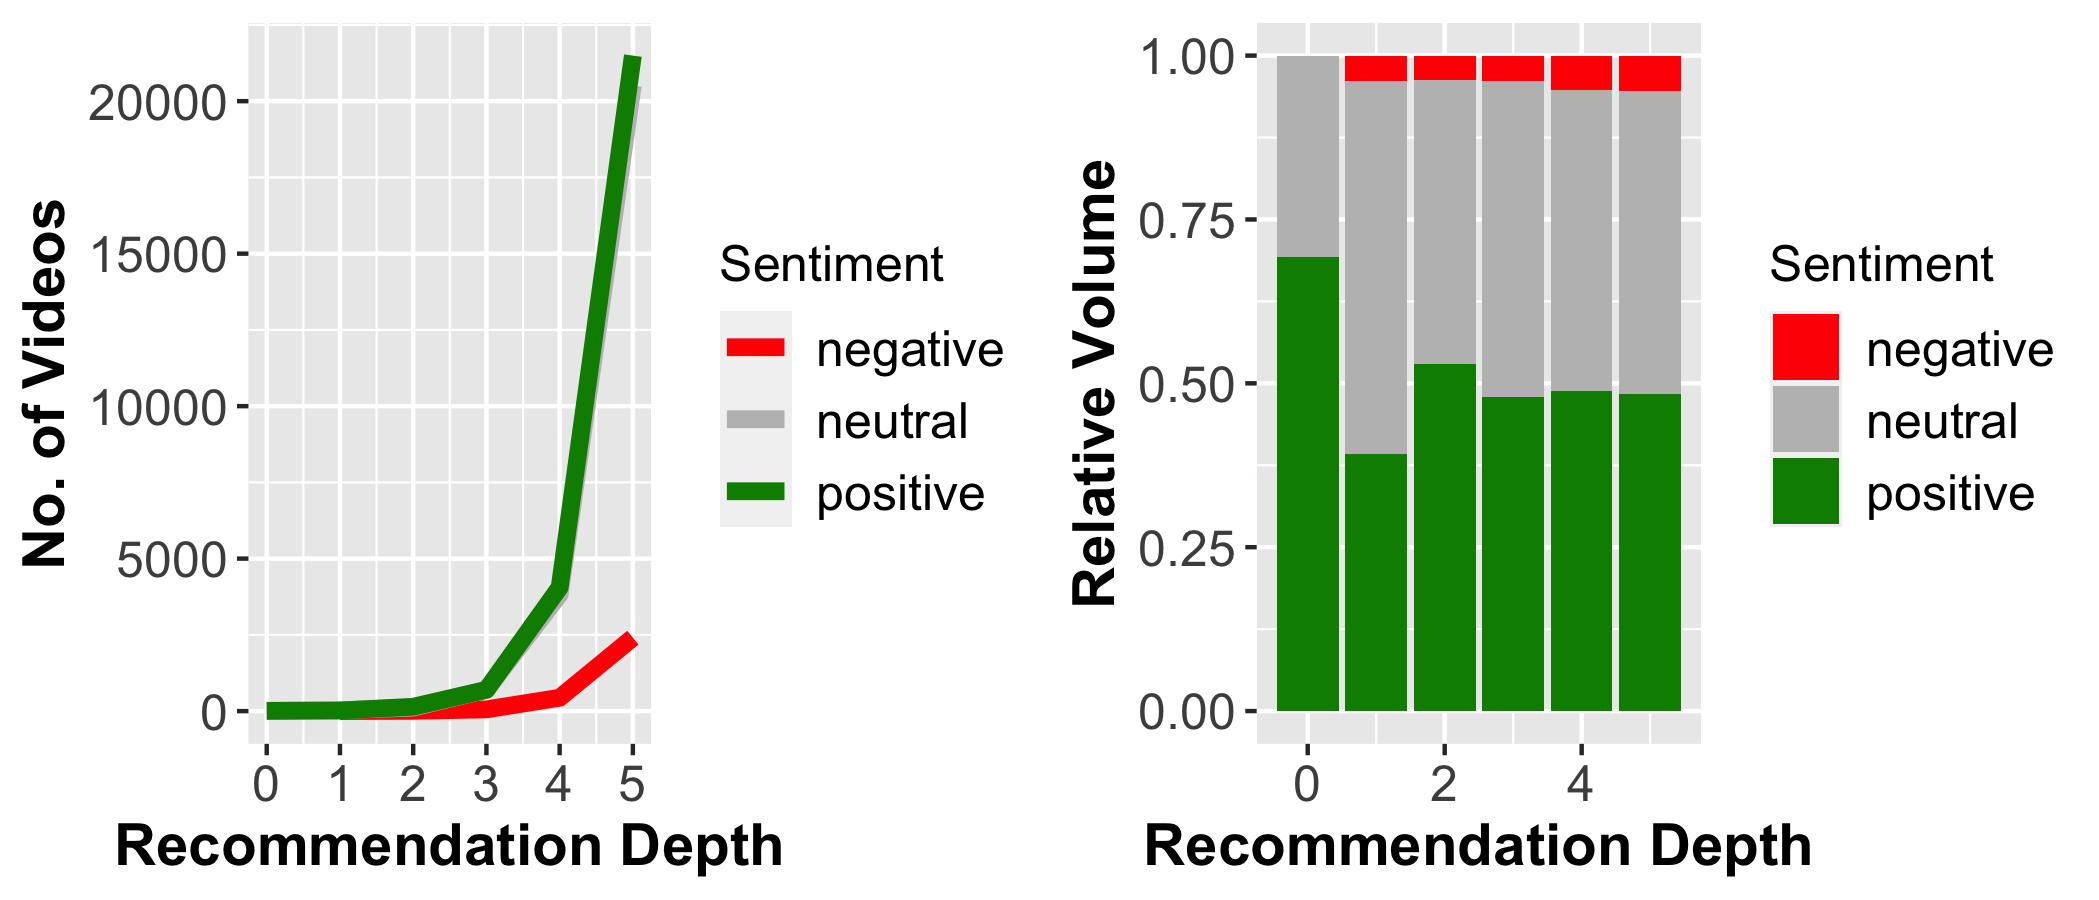 No. of Videos
20000
15000
10000
5000
0
0 1 2 3 4 5
Recommendation Depth
Sentiment
negative
neutral
positive
Relative Volume
1.00
0.75
0.50
0.25
0.00
0 2 4
Recommendation Depth
Sentiment
negative
neutral
positive